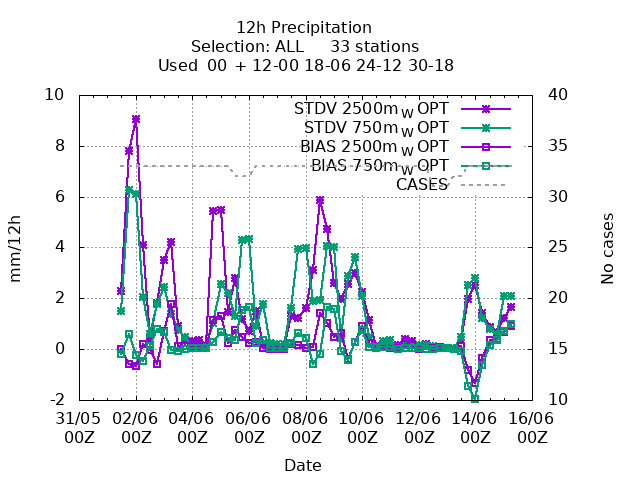 12h Precipitation
Selection: ALL 33 stations
Used 00 + 12-00 18-06 24-12 30-18
STDV 2500m W OPT
STDV 750m W OPT
BIAS 2500m W OPT
BIAS 750m W OPT
CASES
10
8
6
4
2
0
-2
40
35
30
25
20
15
10
mm/12h
No cases
31/05 02/06 04/06 06/06 08/06 10/06 12/06 14/06 16/06
00Z 00Z 00Z 00Z 00Z 00Z 00Z 00Z 00Z
Date